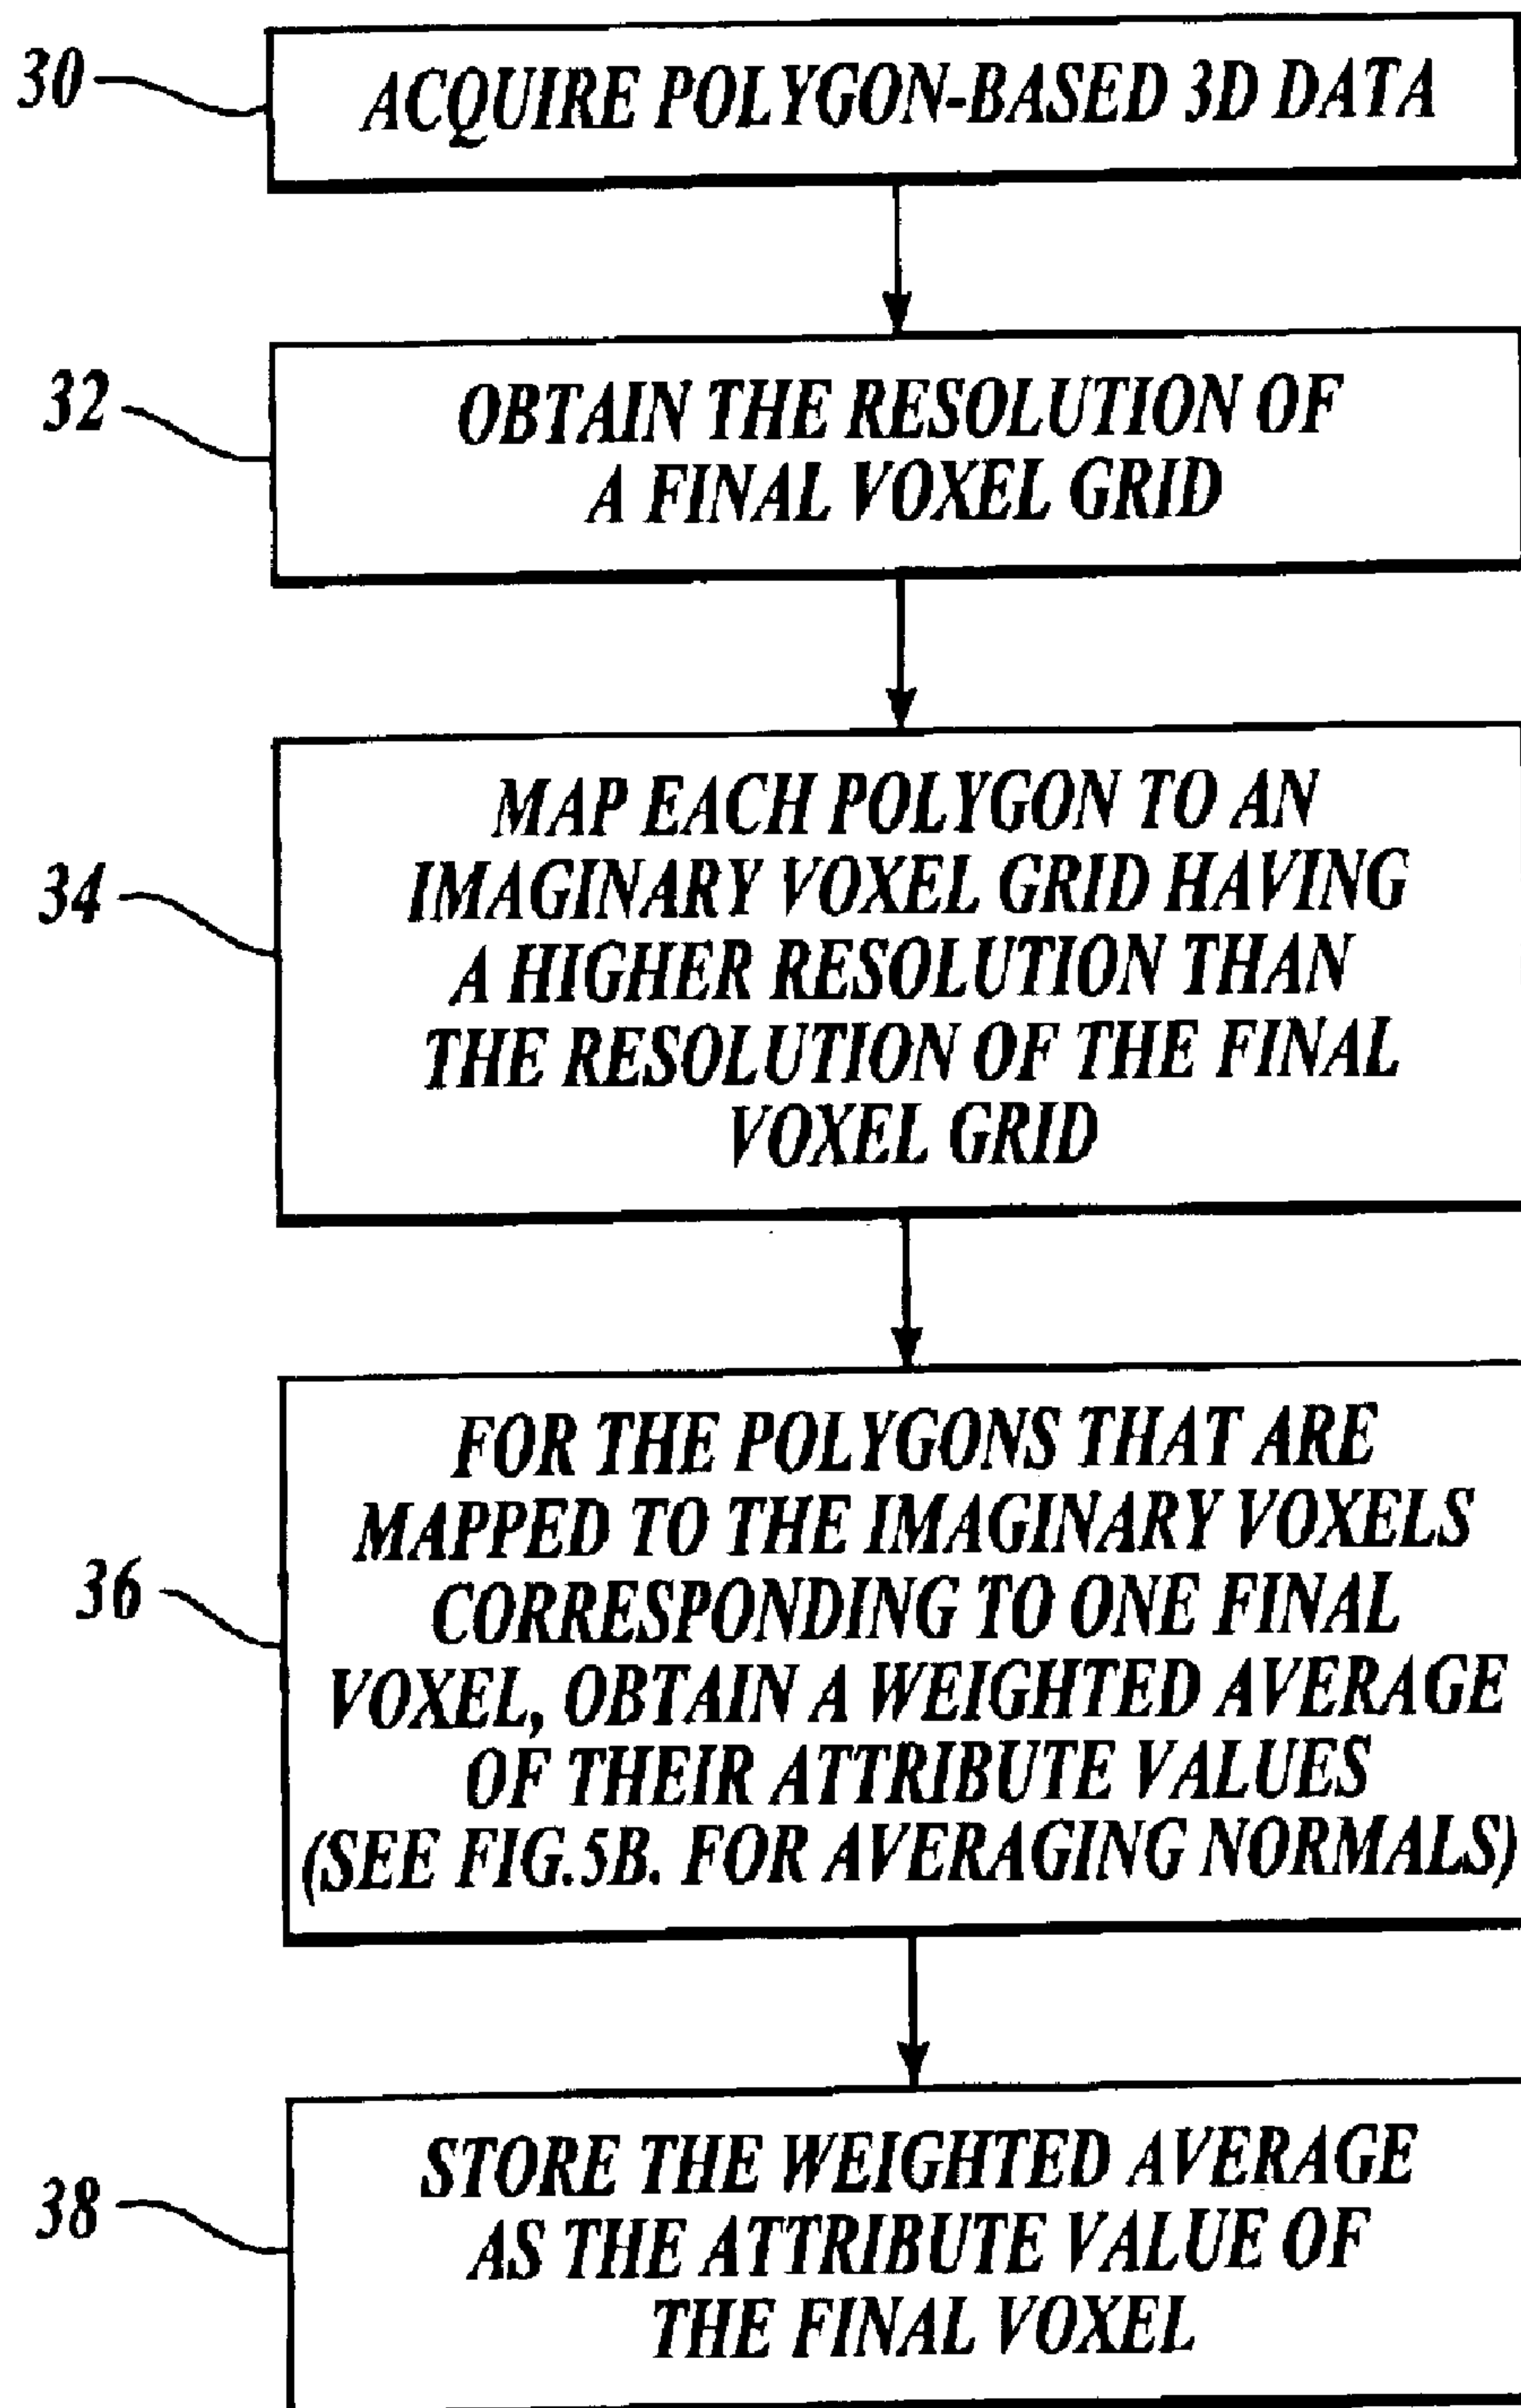 30
ACQUIRE POLYGON-BASED 3D DATA
32
OBTAIN THE RESOLUTION OF
A FINAL VOXEL GRID
34
MAP EACH POLYGON TO AN
IMAGINARY VOXEL GRID HAVING
A HIGHER RESOLUTION THAN
THE RESOLUTION OF THE FINAL
VOXEL GRID
36
FOR THE POLYGONS THAT ARE
MAPPED TO THE IMAGINARY VOXELS
CORRESPONDING TO ONE FINAL
VOXEL, OBTAIN A WEIGHTED AVERAGE
OF THEIR ATTRIBUTE VALUES
(SEE FIG.5B. FOR AVERAGING NORMALS)
38
STORE THE WEIGHTED AVERAGE
AS THE ATTRIBUTE VALUE OF
THE FINAL VOXEL